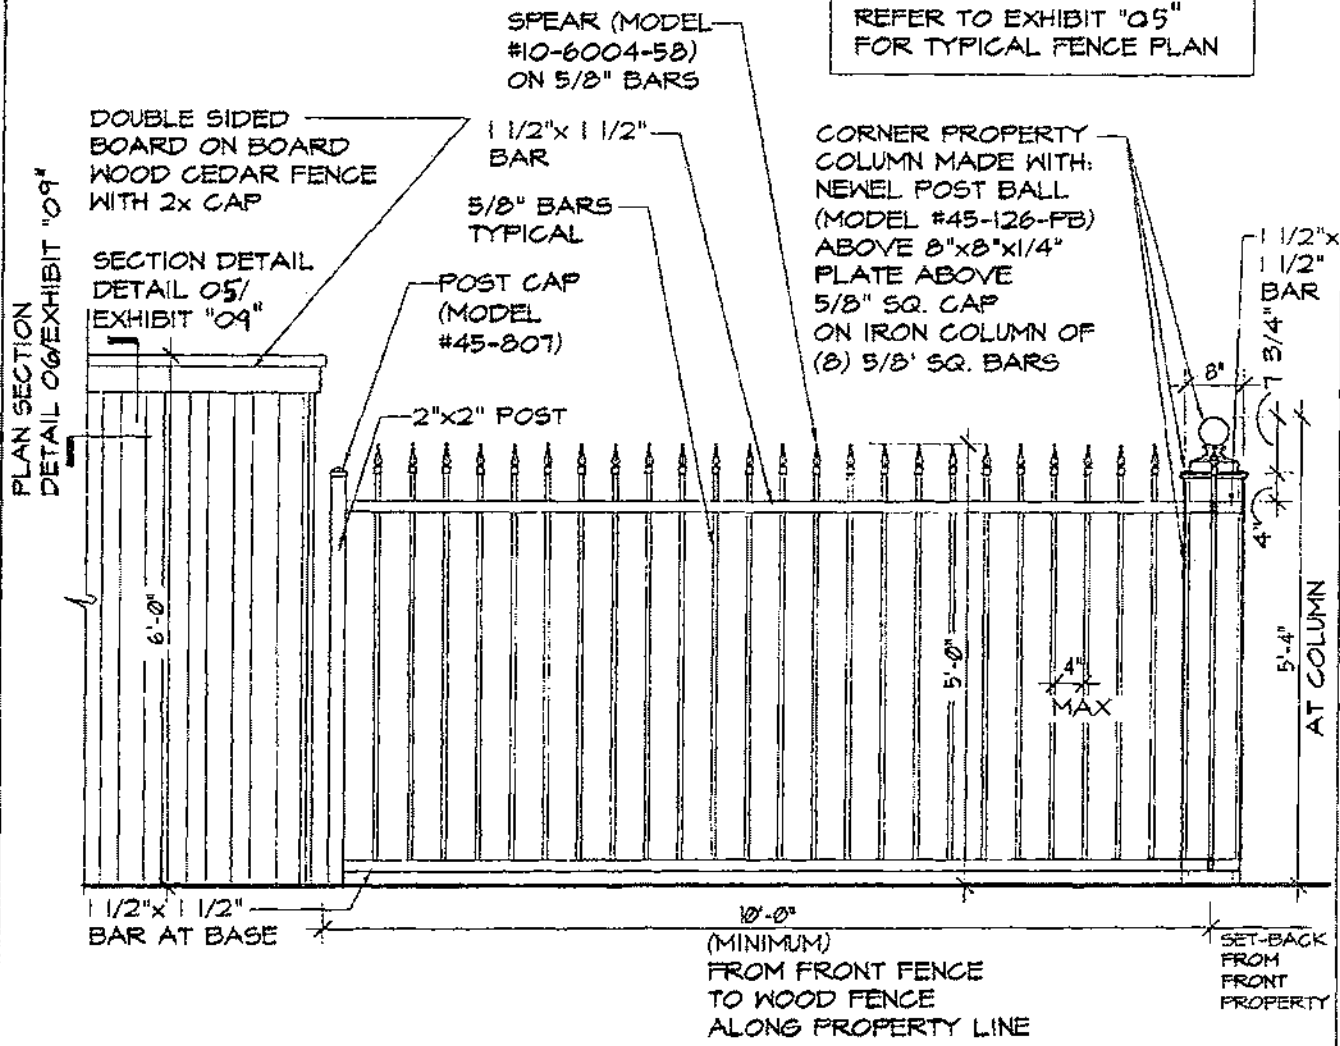 REFER TO EXHIBIT "05"
FOR TYPICAL FENCE PLAN
SPEAR (MODEL
#10-6004-58)
ON 5/8" BARS
DOUBLE SIDED
BOARD ON BOARD
WOOD CEDAR FENCE
WITH 2x CAP
1 1/2"x 1 1/2"
BAR
5/8" BARS
TYPICAL
CORNER PROPERTY
COLUMN MADE WITH:
NEWEL POST BALL
(MODEL #45-126-PB)
ABOVE 8"x8"x1/4"
PLATE ABOVE
5/8" SQ. CAP
ON IRON COLUMN OF
(8) 5/8' SQ. BARS
1 1/2"x
1 1/2"
BAR
PLAN SECTION
DETAIL 06/EXHIBIT "09"
SECTION DETAIL
DETAIL 05/
EXHIBIT "09"
POST CAP
(MODEL
#45-807)
2"x2" POST
8"
7 3/4"
4"
6'-0"
5'-0"
4"
MAX
5'-4"
AT COLUMN
1 1/2"x 1 1/2"
BAR AT BASE
10'-0"
(MINIMUM)
FROM FRONT FENCE
TO WOOD FENCE
ALONG PROPERTY LINE
SET-BACK
FROM
FRONT
PROPERTY